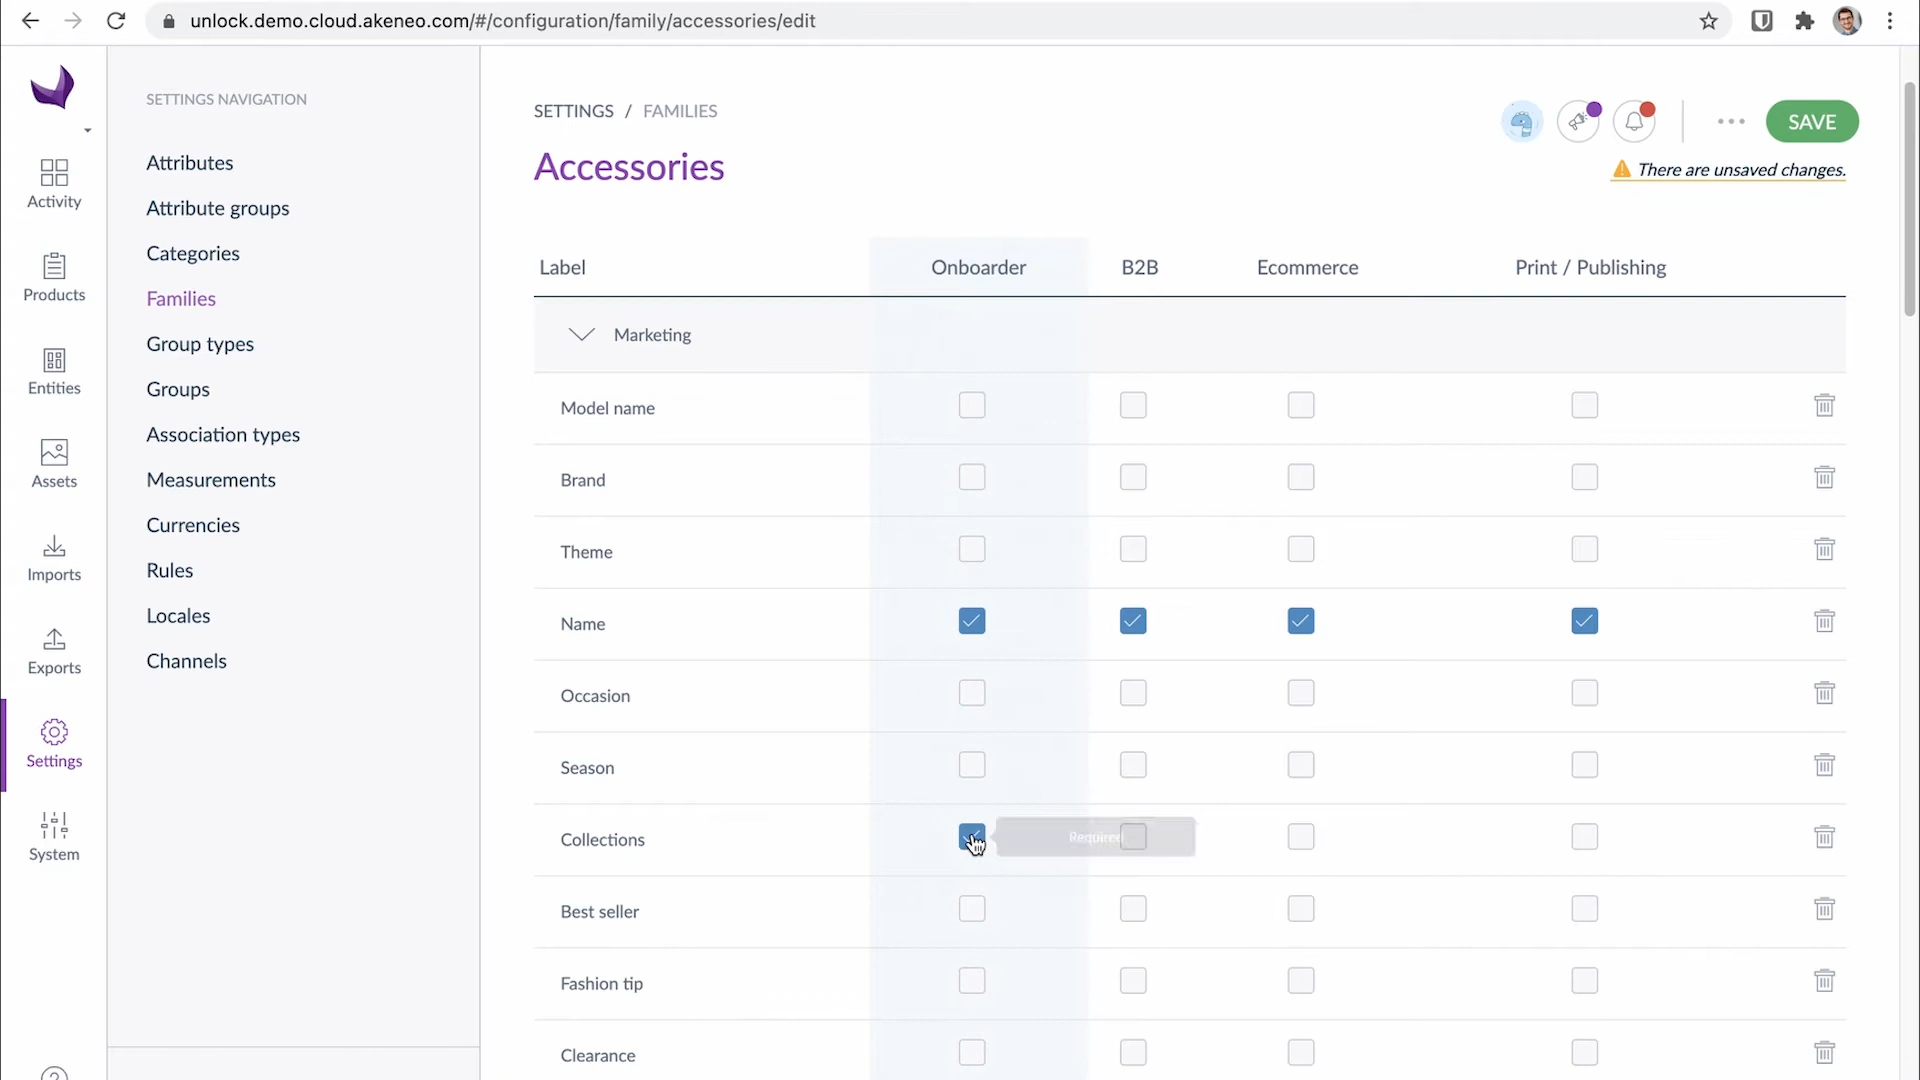 unlock.demo.cloud.akeneo.com/#/configuration/family/accessories/edit
Activity
Products
Entities
Assets
Imports
Exports
Settings
System
SETTINGS NAVIGATION
Attributes
Attribute groups
Categories
Families
Group types
Groups
Association types
Measurements
Currencies
Rules
Locales
Channels
SETTINGS / FAMILIES
SAVE
Accessories
There are unsaved changes.
Label Onboarder B2B Ecommerce Print / Publishing
Marketing
Model name
Brand
Theme
Name
Occasion
Season
Collections
Required
Best seller
Fashion tip
Clearance